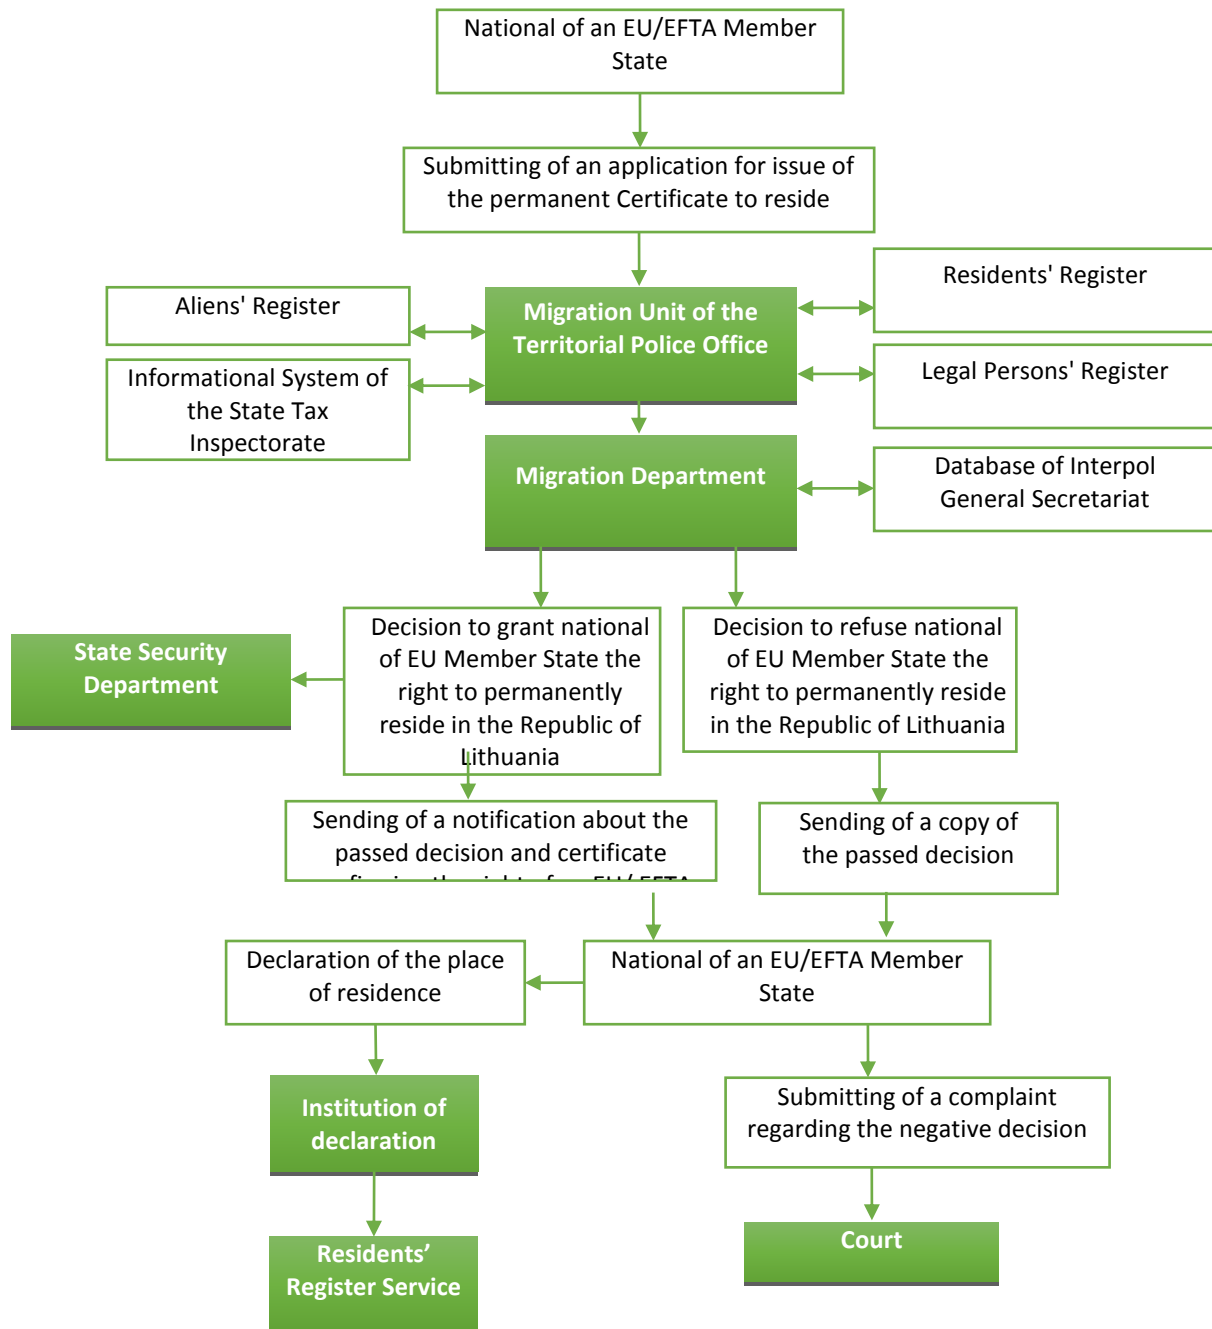 National of an EU/EFTA Member
State
Submitting of an application for issue of
the permanent Certificate to reside
Residents' Register
Aliens' Register
Migration Unit of the
Territorial Police Office
Informational System of
the State Tax
Inspectorate
Legal Persons' Register
Migration Department
Database of Interpol
General Secretariat
State Security
Department
Decision to grant national
of EU Member State the
right to permanently
reside in the Republic of
Lithuania
Decision to refuse national
of EU Member State the
right to permanently reside
in the Republic of Lithuania
Sending of a notification about the
passed decision and certificate
the right of an EU/ EFTA
Sending of a copy of
the passed decision
Declaration of the place
of residence
National of an EU/EFTA Member
State
Institution of
declaration
Submitting of a complaint
regarding the negative decision
Residents’
Register Service
Court